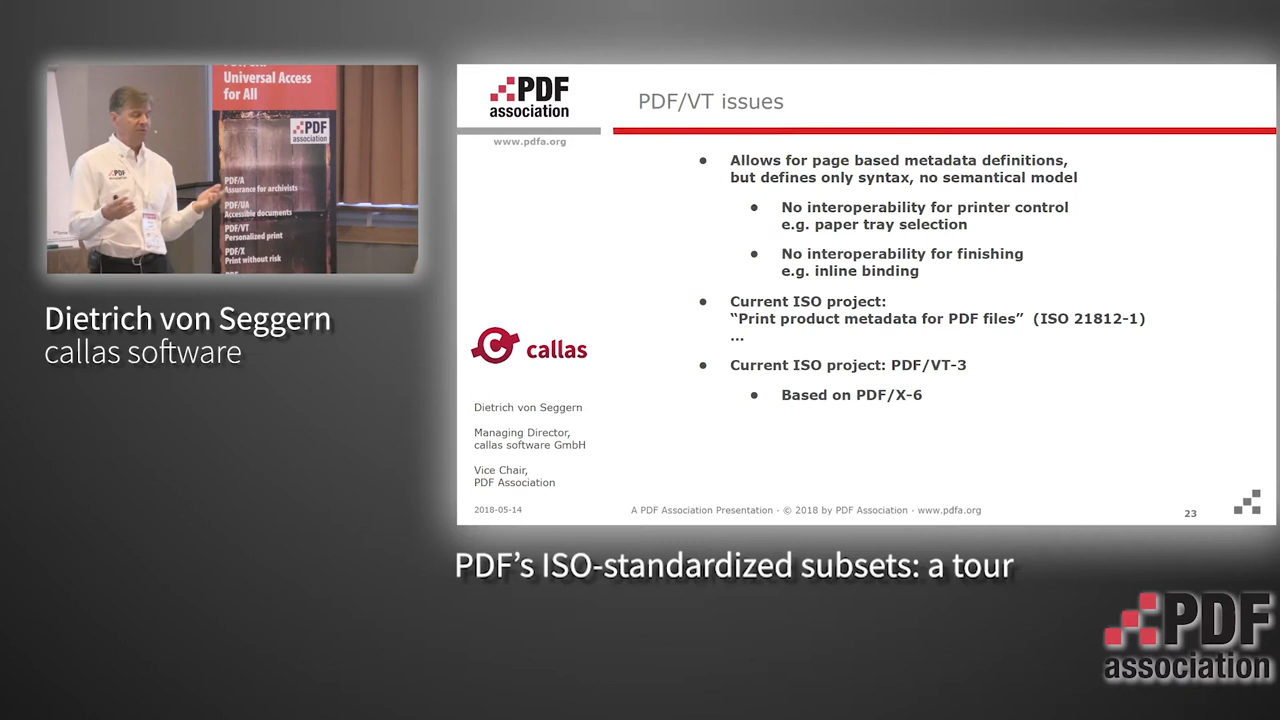 Universal Access
for All
PDF
association
PDF/A
Assurance for archivists
PDF/UA
Accessible documents
PDF/VT
Personalized print
PDF/X
Print without risk
PDF
Dietrich von Seggern
callas software
PDF
association
www.pdfa.org
PDF/VT issues
• Allows for page based metadata definitions,
but defines only syntax, no semantical model
• No interoperability for printer control
e.g. paper tray selection
• No interoperability for finishing
e.g. inline binding
• Current ISO project:
“Print product metadata for PDF files” (ISO 21812-1)
...
• Current ISO project: PDF/VT-3
• Based on PDF/X-6
callas
Dietrich von Seggern
Managing Director,
callas software GmbH
Vice Chair,
PDF Association
2018-05-14
A PDF Association Presentation · © 2018 by PDF Association · www.pdfa.org
23
PDF’s ISO-standardized subsets: a tour
PDF
association